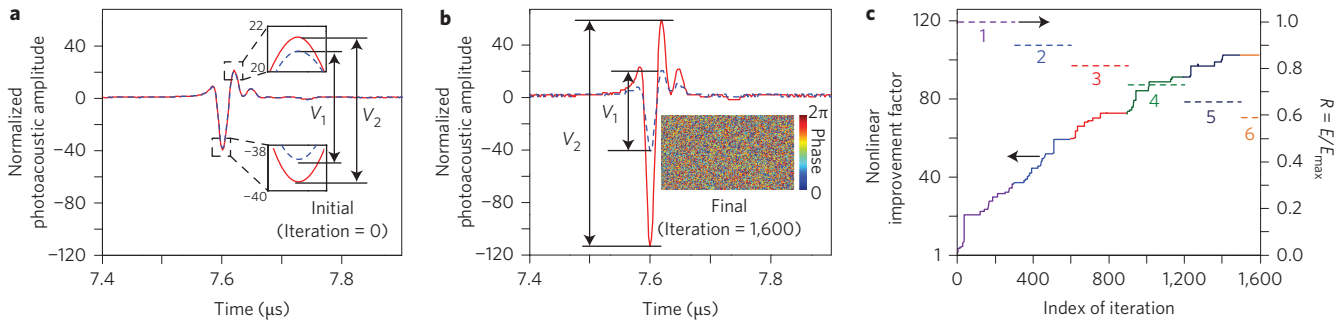 a
Normalized
photoacoustic amplitude
40
0
−40
−80
−120
22
20
−38
−40
V1
V2
Initial
(Iteration = 0)
7.4
7.6
7.8
Time (μs)
b
Normalized
photoacoustic amplitude
40
0
−40
−80
−120
V2
V1
2π
Phase
0
Final
(Iteration = 1,600)
7.4
7.6
7.8
Time (μs)
c
Nonlinear
improvement factor
120
80
40
1
1
2
3
4
5
6
1.0
0.8
0.6
0.4
0.2
0.0
R = E/Emax
0
400
800
1,200
1,600
Index of iteration